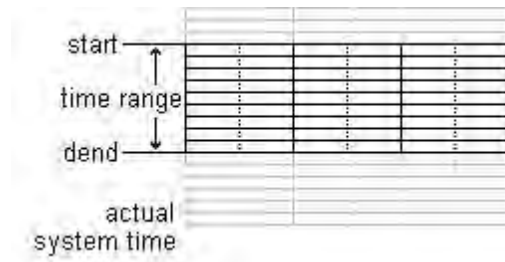 start
time range
dend
actual
system time